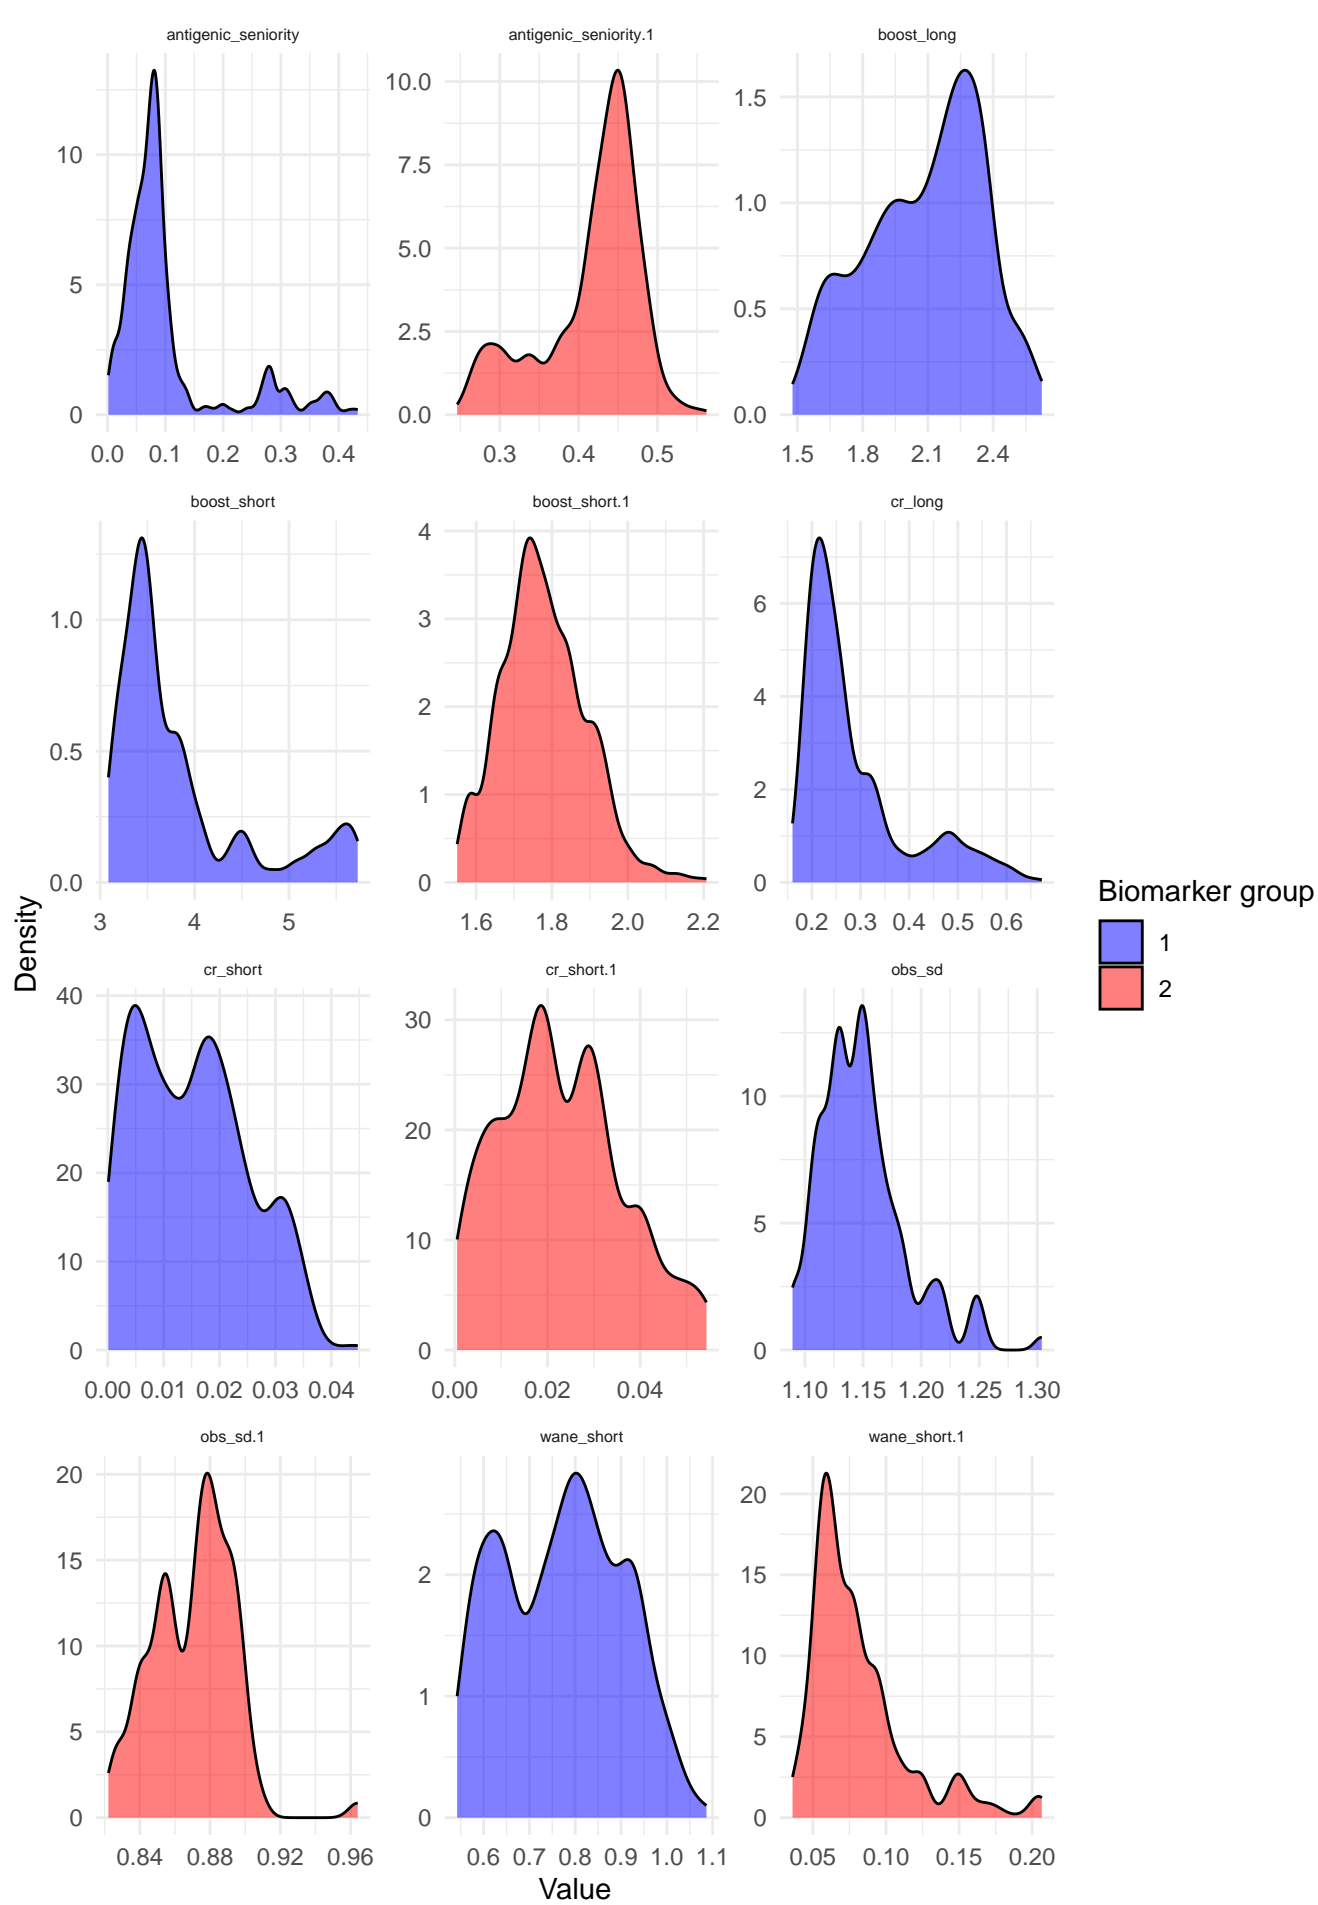 antigenic_seniority antigenic_seniority.1 boost_long
10
5
0
10.0
7.5
5.0
2.5
0.0
1.5
1.0
0.5
0.0
0.0 0.1 0.2 0.3 0.4
0.3 0.4 0.5
1.5 1.8 2.1 2.4
boost_short boost_short.1 cr_long
1.0
0.5
0.0
4
3
2
1
0
6
4
2
0
3 4 5
1.6 1.8 2.0 2.2
0.2 0.3 0.4 0.5 0.6
cr_short cr_short.1 obs_sd
40
30
20
10
0
30
20
10
0
10
5
0
0.00 0.01 0.02 0.03 0.04
0.00 0.02 0.04
1.10 1.15 1.20 1.25 1.30
obs_sd.1 wane_short wane_short.1
20
15
10
5
0
2
1
0
20
15
10
5
0
0.84 0.88 0.92 0.96
0.6 0.7 0.8 0.9 1.0 1.1
0.05 0.10 0.15 0.20
Value
Density
Biomarker group
1
2